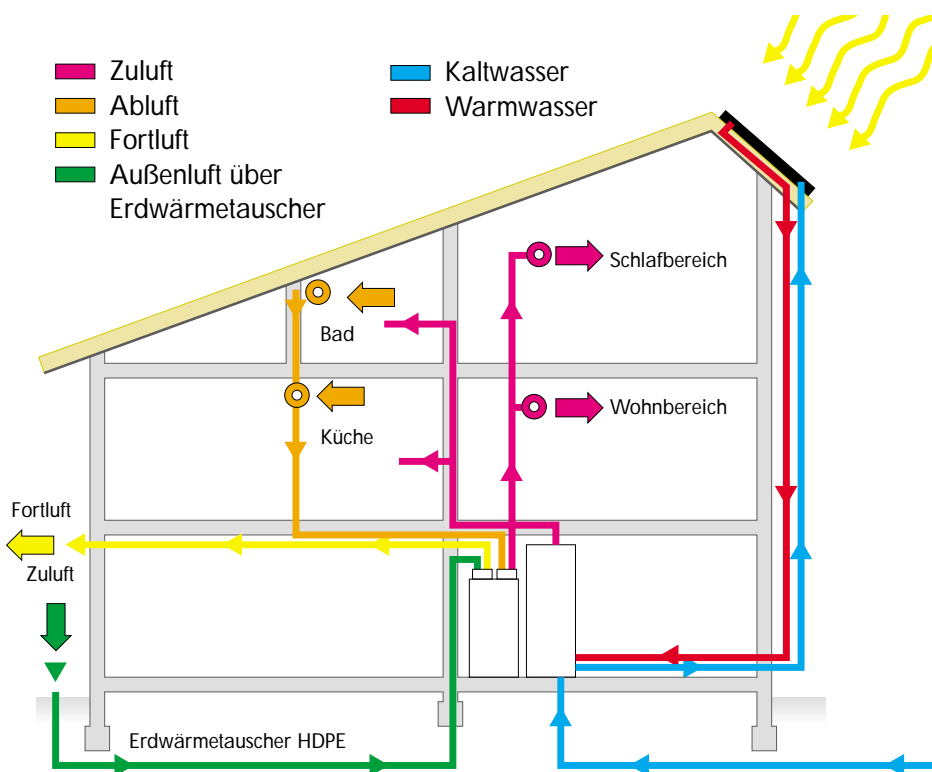 Zuluft
Abluft
Fortluft
Außenluft über
Erdwärmetauscher
Kaltwasser
Warmwasser
Schlafbereich
Bad
Wohnbereich
Küche
Fortluft
Zuluft
Erdwärmetauscher HDPE